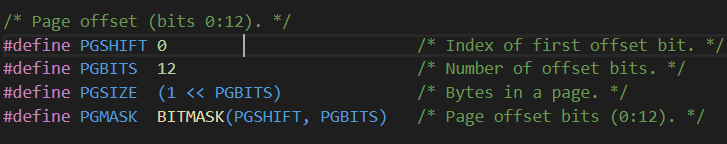 /* Page offset (bits 0:12). */
#define PGSHIFT 0 /* Index of first offset bit. */
#define PGBITS 12 /* Number of offset bits. */
#define PGSIZE (1 << PGBITS) /* Bytes in a page. */
#define PGMASK BITMASK(PGSHIFT, PGBITS) /* Page offset bits (0:12). */